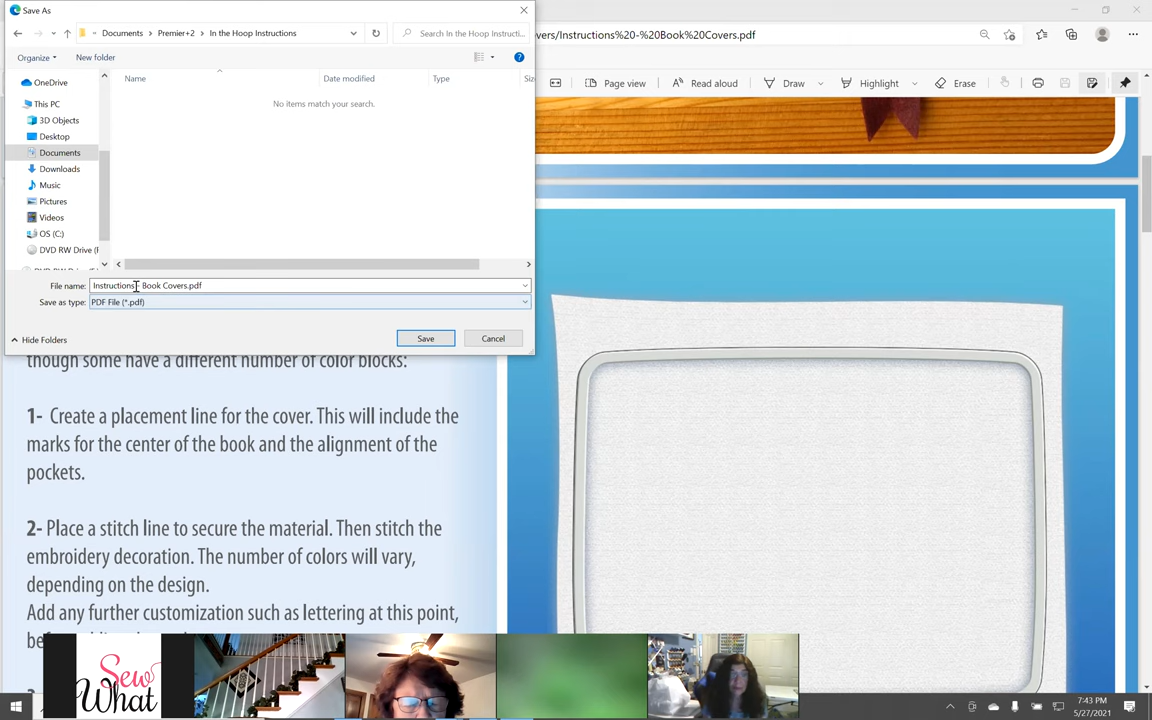 Save As
vers/Instructions%20-%20Book%20Covers.pdf
Documents > Premier+2 > In the Hoop Instructions
Search In the Hoop Instructi...
Organize
New folder
Page view
Read aloud
Draw
Highlight
Erase
OneDrive
This PC
3D Objects
Desktop
Documents
Downloads
Music
Pictures
Videos
OS (C:)
DVD RW Drive (
Name
Date modified
Type
Siz
No items match your search.
File name:
Instructions - Book Covers.pdf
Save as type:
PDF File (*.pdf)
Hide Folders
Save
Cancel
though some have a different number of color blocks:
1- Create a placement line for the cover. This will include the
marks for the center of the book and the alignment of the
pockets.
2- Place a stitch line to secure the material. Then stitch the
embroidery decoration. The number of colors will vary,
depending on the design.
Add any further customization such as lettering at this point,
Sew
What
7:43 PM
5/27/2021